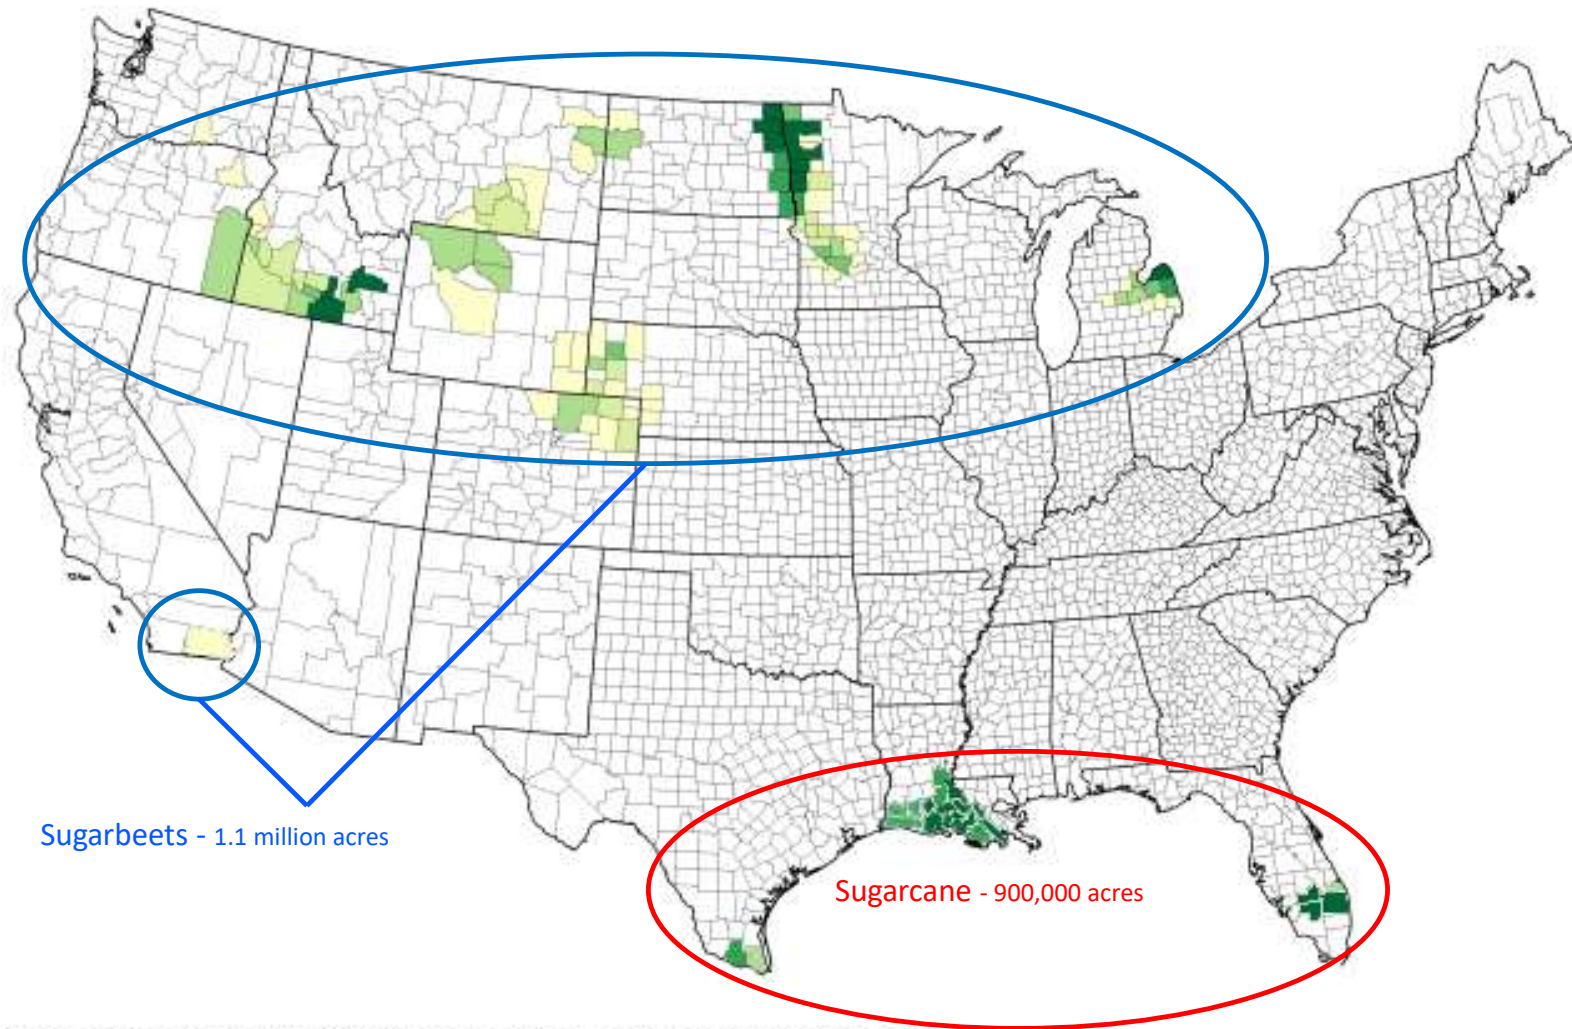 Sugarbeets - 1.1 million acres
Sugarcane - 900,000 acres